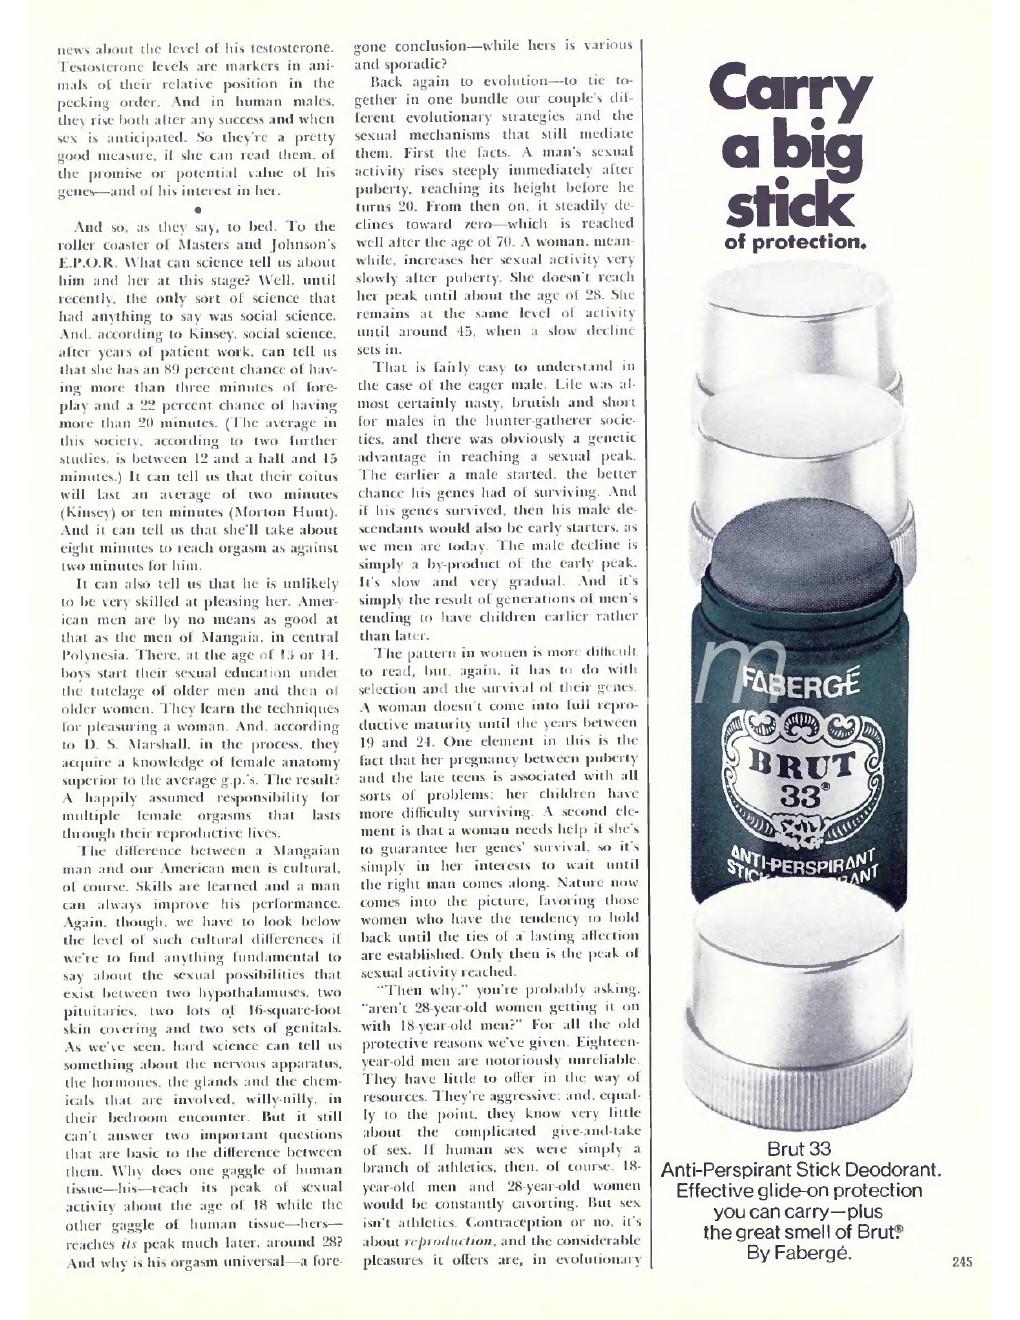 news about the level of his testosterone.
Testosterone levels are markers in ani-
mals of their relative position in the
pecking order. And in human males,
they rise both after any success and when
sex is anticipated. So they're a pretty
good measure, if she can read them, of
the promise or potential value of his
genes—and of his interest in her.
•
And so, as they say, to bed. To the
roller coaster of Masters and Johnson's
E.P.O.R. What can science tell us about
him and her at this stage? Well, until
recently, the only sort of science that
had anything to say was social science.
And, according to Kinsey, social science,
after years of patient work, can tell us
that she has an 89 percent chance of hav-
ing more than three minutes of fore-
play and a 22 percent chance of having
more than 20 minutes. (The average in
this society, according to two further
studies, is between 12 and a half and 15
minutes.) It can tell us that their coitus
will last an average of two minutes
(Kinsey) or ten minutes (Morton Hunt).
And it can tell us that she'll take about
eight minutes to reach orgasm as against
two minutes for him.
It can also tell us that he is unlikely
to be very skilled at pleasing her. Amer-
ican men are by no means as good at
that as the men of Mangaia, in central
Polynesia. There, at the age of 13 or 14,
boys start their sexual education under
the tutelage of older men and then of
older women. They learn the techniques
for pleasuring a woman. And, according
to D. S. Marshall, in the process, they
acquire a knowledge of female anatomy
superior to the average g.p.'s. The result?
A happily assumed responsibility for
multiple female orgasms that lasts
through their reproductive lives.
The difference between a Mangaian
man and our American men is cultural,
of course. Skills are learned and a man
can always improve his performance.
Again, though, we have to look below
the level of such cultural differences if
we're to find anything fundamental to
say about the sexual possibilities that
exist between two hypothalamuses, two
pituitaries, two lots of 16-square-foot
skin covering and two sets of genitals.
As we've seen, hard science can tell us
something about the nervous apparatus,
the hormones, the glands and the chem-
icals that are involved, willy-nilly, in
their bedroom encounter. But it still
can't answer two important questions
that are basic to the difference between
them. Why does one gaggle of human
tissue—his—reach its peak of sexual
activity about the age of 18 while the
other gaggle of human tissue—hers—
reaches its peak much later, around 28?
And why is his orgasm universal—a fore-
gone conclusion—while hers is various
and sporadic?
Back again to evolution—to tie to-
gether in one bundle our couple's dif-
ferent evolutionary strategies and the
sexual mechanisms that still mediate
them. First the facts. A man's sexual
activity rises steeply immediately after
puberty, reaching its height before he
turns 20. From then on, it steadily de-
clines toward zero—which is reached
well after the age of 70. A woman, mean-
while, increases her sexual activity very
slowly after puberty. She doesn't reach
her peak until about the age of 28. She
remains at the same level of activity
until around 45, when a slow decline
sets in.
That is fairly easy to understand in
the case of the eager male. Life was al-
most certainly nasty, brutish and short
for males in the hunter-gatherer socie-
ties, and there was obviously a genetic
advantage in reaching a sexual peak.
The earlier a male started, the better
chance his genes had of surviving. And
if his genes survived, then his male de-
scendants would also be early starters, as
we men are today. The male decline is
simply a by-product of the early peak.
It's slow and very gradual. And it's
simply the result of generations of men's
tending to have children earlier rather
than later.
The pattern in women is more difficult
to read, but, again, it has to do with
selection and the survival of their genes.
A woman doesn't come into full repro-
ductive maturity until the years between
19 and 24. One element in this is the
fact that her pregnancy between puberty
and the late teens is associated with all
sorts of problems: her children have
more difficulty surviving. A second ele-
ment is that a woman needs help if she's
to guarantee her genes' survival, so it's
simply in her interests to wait until
the right man comes along. Nature now
comes into the picture, favoring those
women who have the tendency to hold
back until the ties of a lasting affection
are established. Only then is the peak of
sexual activity reached.
"Then why," you're probably asking,
"aren't 28-year-old women getting it on
with 18-year-old men?" For all the old
protective reasons we've given. Eighteen-
year-old men are notoriously unreliable.
They have little to offer in the way of
resources. They're aggressive; and, equal-
ly to the point, they know very little
about the complicated give-and-take
of sex. If human sex were simply a
branch of athletics, then, of course, 18-
year-old men and 28-year-old women
would be constantly cavorting. But sex
isn't athletics. Contraception or no, it's
about reproduction, and the considerable
pleasures it offers are, in evolutionary
Carry
a big
stick
of protection.
m
FABERGÉ
BRUT
33®
ANTI-PERSPIRANT
Brut 33
Anti-Perspirant Stick Deodorant.
Effective glide-on protection
you can carry—plus
the great smell of Brut®
By Fabergé.
245